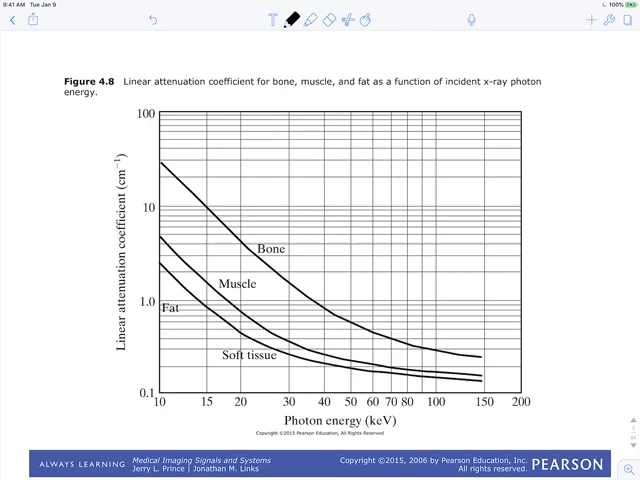 9:41 AM Tue Jan 9
100%
Figure 4.8 Linear attenuation coefficient for bone, muscle, and fat as a function of incident x-ray photon
energy.
Linear attenuation coefficient (cm⁻¹)
100
10
1.0
0.1
Bone
Muscle
Fat
Soft tissue
10 15 20 30 40 50 60 70 80 100 150 200
Photon energy (keV)
Copyright ©2015 Pearson Education, All Rights Reserved
ALWAYS LEARNING
Medical Imaging Signals and Systems
Jerry L. Prince | Jonathan M. Links
Copyright ©2015, 2006 by Pearson Education, Inc.
All rights reserved.
PEARSON